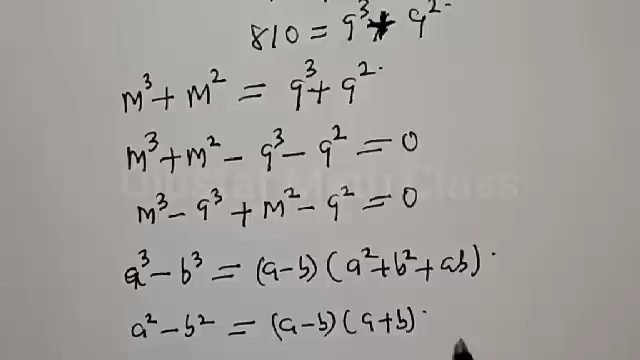 810 = 9³ + 9²
m³ + m² = 9³ + 9²
m³ + m² - 9³ - 9² = 0
m³ - 9³ + m² - 9² = 0
a³ - b³ = (a-b)(a² + b² + ab)
a² - b² = (a-b)(a+b)